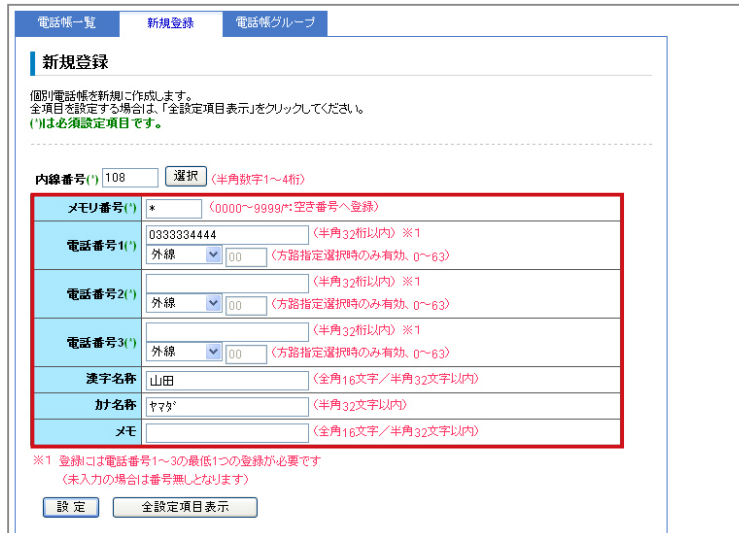 電話帳一覧 新規登録 電話帳グループ
新規登録
個別電話帳を新規に作成します。
全項目を設定する場合は、「全設定項目表示」をクリックしてください。
(*)は必須設定項目です。
内線番号(*) 108 選択 (半角数字1～4桁)
メモリ番号(*) * (0000～9999/*:空き番号へ登録)
電話番号1(*) 0333334444 (半角32桁以内) ※1
外線 00 (方路指定選択時のみ有効、0～63)
電話番号2(*) (半角32桁以内) ※1
外線 00 (方路指定選択時のみ有効、0～63)
電話番号3(*) (半角32桁以内) ※1
外線 00 (方路指定選択時のみ有効、0～63)
漢字名称 山田 (全角16文字／半角32文字以内)
ｶﾅ名称 ﾔﾏﾀﾞ (半角32文字以内)
メモ (全角16文字／半角32文字以内)
※1 登録には電話番号1～3の最低1つの登録が必要です
(未入力の場合は番号無しとなります)
設定 全設定項目表示